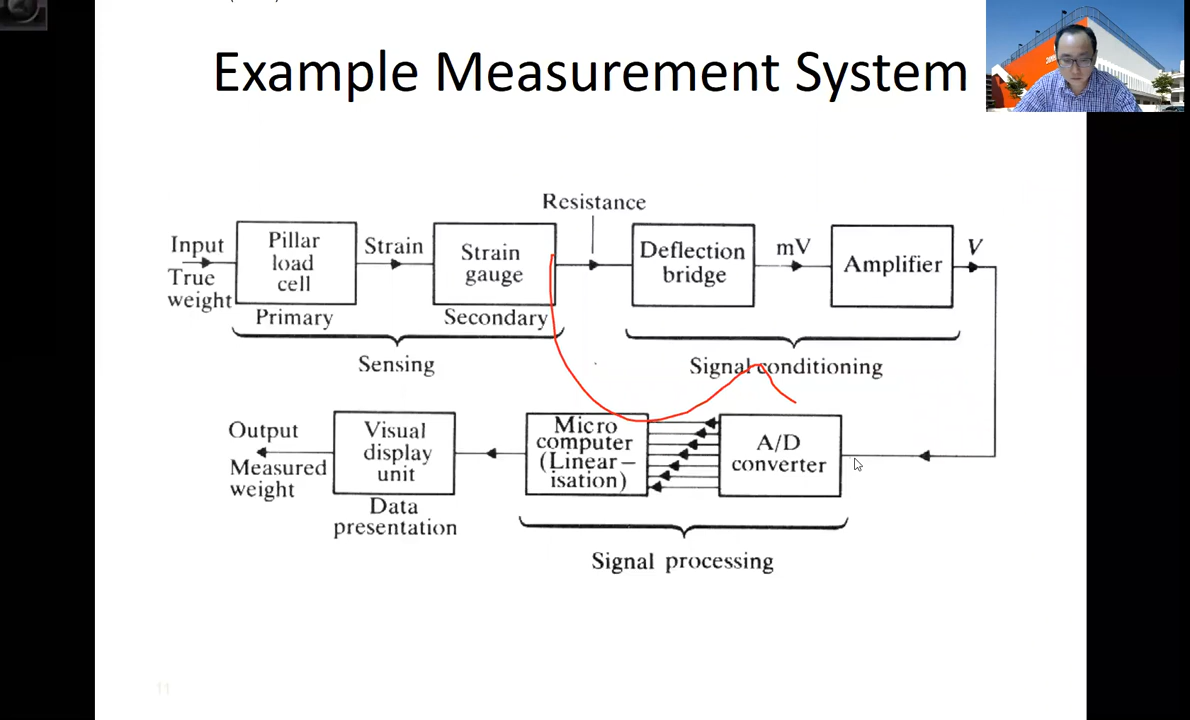 Example Measurement System
Resistance
Input
True
weight
Pillar
load
cell
Primary
Strain
Strain
gauge
Secondary
Sensing
Deflection
bridge
mV
Amplifier
V
Signal conditioning
Output
Measured
weight
Visual
display
unit
Data
presentation
Micro
computer
(Linear–
isation)
A/D
converter
Signal processing
11